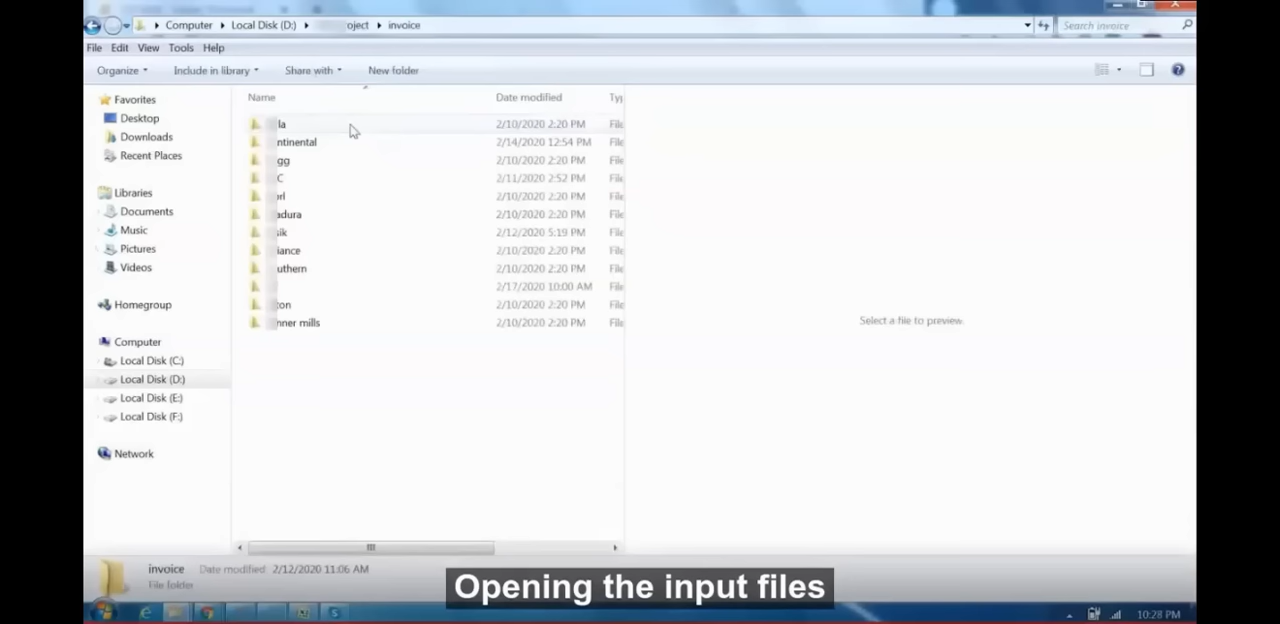 Computer Local Disk (D:) oject invoice Search invoice
File Edit View Tools Help
Organize Include in library Share with New folder
Name Date modified Typ
Favorites
Desktop
Downloads
Recent Places
Libraries
Documents
Music
Pictures
Videos
Homegroup
Computer
Local Disk (C:)
Local Disk (D:)
Local Disk (E:)
Local Disk (F:)
Network
la 2/10/2020 2:20 PM File
ntinental 2/14/2020 12:54 PM File
gg 2/10/2020 2:20 PM File
C 2/11/2020 2:52 PM File
rl 2/10/2020 2:20 PM File
adura 2/10/2020 2:20 PM File
sik 2/12/2020 5:19 PM File
iance 2/10/2020 2:20 PM File
uthern 2/10/2020 2:20 PM File
2/17/2020 10:00 AM File
ton 2/10/2020 2:20 PM File
nner mills 2/10/2020 2:20 PM File
Select a file to preview.
invoice Date modified: 2/12/2020 11:06 AM
File folder
Opening the input files
10:28 PM